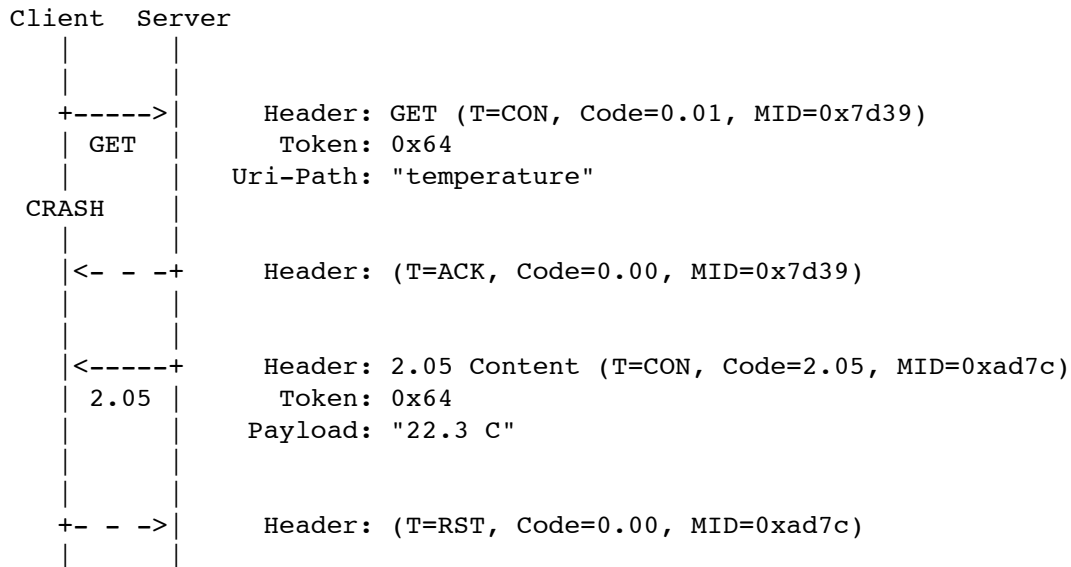 Client  Server
   |      |
   |      |
   +----->|     Header: GET (T=CON, Code=0.01, MID=0x7d39)
   | GET  |      Token: 0x64
   |      |   Uri-Path: "temperature"
 CRASH    |
   |      |
   |<- - -+     Header: (T=ACK, Code=0.00, MID=0x7d39)
   |      |
   |      |
   |<-----+     Header: 2.05 Content (T=CON, Code=2.05, MID=0xad7c)
   | 2.05 |      Token: 0x64
   |      |    Payload: "22.3 C"
   |      |
   |      |
   +- - ->|     Header: (T=RST, Code=0.00, MID=0xad7c)
   |      |